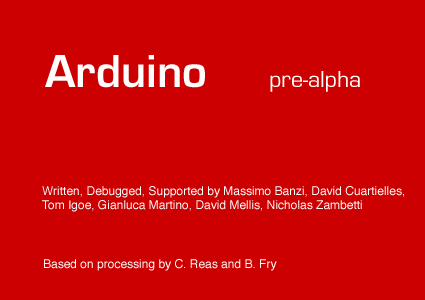 Arduino pre-alpha
Written, Debugged, Supported by Massimo Banzi, David Cuartielles,
Tom Igoe, Gianluca Martino, David Mellis, Nicholas Zambetti
Based on processing by C. Reas and B. Fry